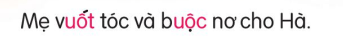 Mẹ vuốt tóc và buộc nơ cho Hà.